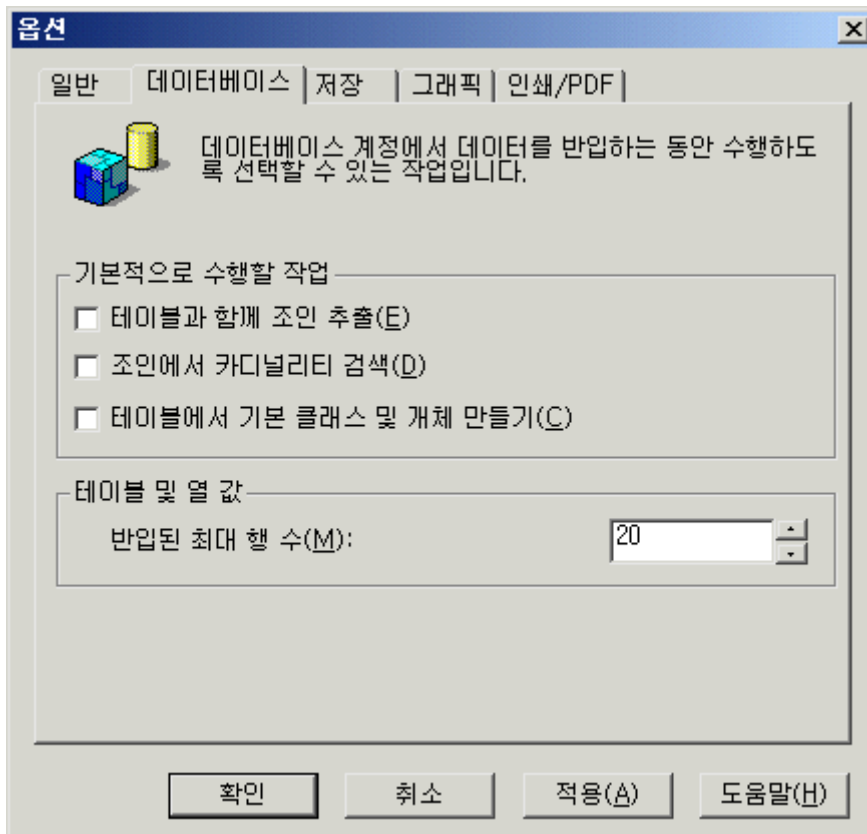 옵션
일반 데이터베이스 저장 그래픽 인쇄/PDF
데이터베이스 계정에서 데이터를 반입하는 동안 수행하도
록 선택할 수 있는 작업입니다.
기본적으로 수행할 작업
테이블과 함께 조인 추출(E)
조인에서 카디널리티 검색(D)
테이블에서 기본 클래스 및 개체 만들기(C)
테이블 및 열 값
반입된 최대 행 수(M): 20
확인 취소 적용(A) 도움말(H)